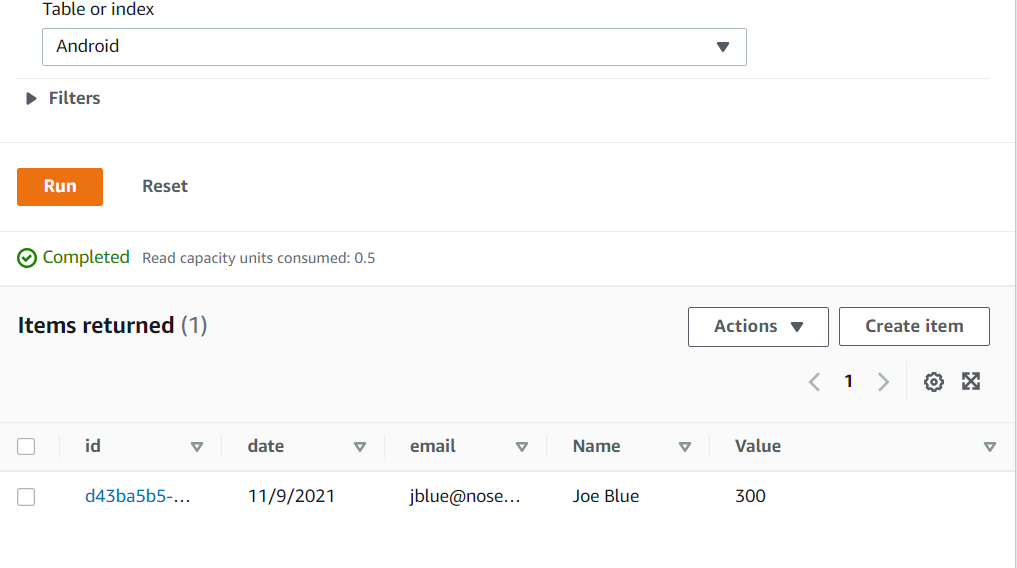 Table or index
Android
Filters
Run Reset
Completed Read capacity units consumed: 0.5
Items returned (1)
Actions Create item
1
id date email Name Value
d43ba5b5-... 11/9/2021 jblue@nose... Joe Blue 300